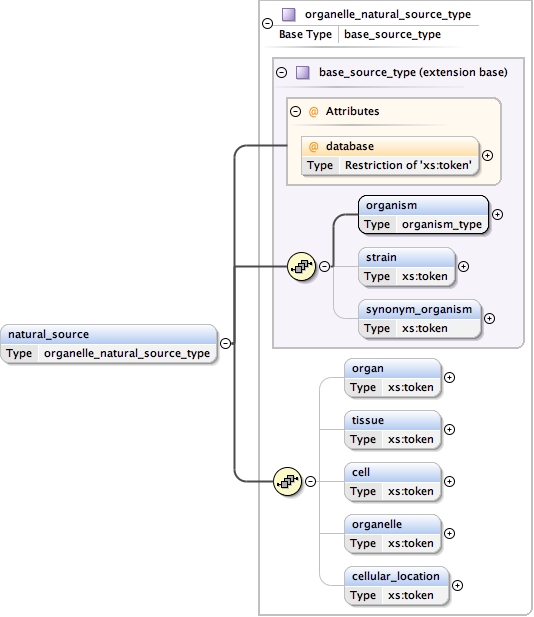 organelle_natural_source_type
Base Type base_source_type
base_source_type (extension base)
@ Attributes
@ database
Type Restriction of 'xs:token'
organism
Type organism_type
strain
Type xs:token
synonym_organism
Type xs:token
natural_source
Type organelle_natural_source_type
organ
Type xs:token
tissue
Type xs:token
cell
Type xs:token
organelle
Type xs:token
cellular_location
Type xs:token